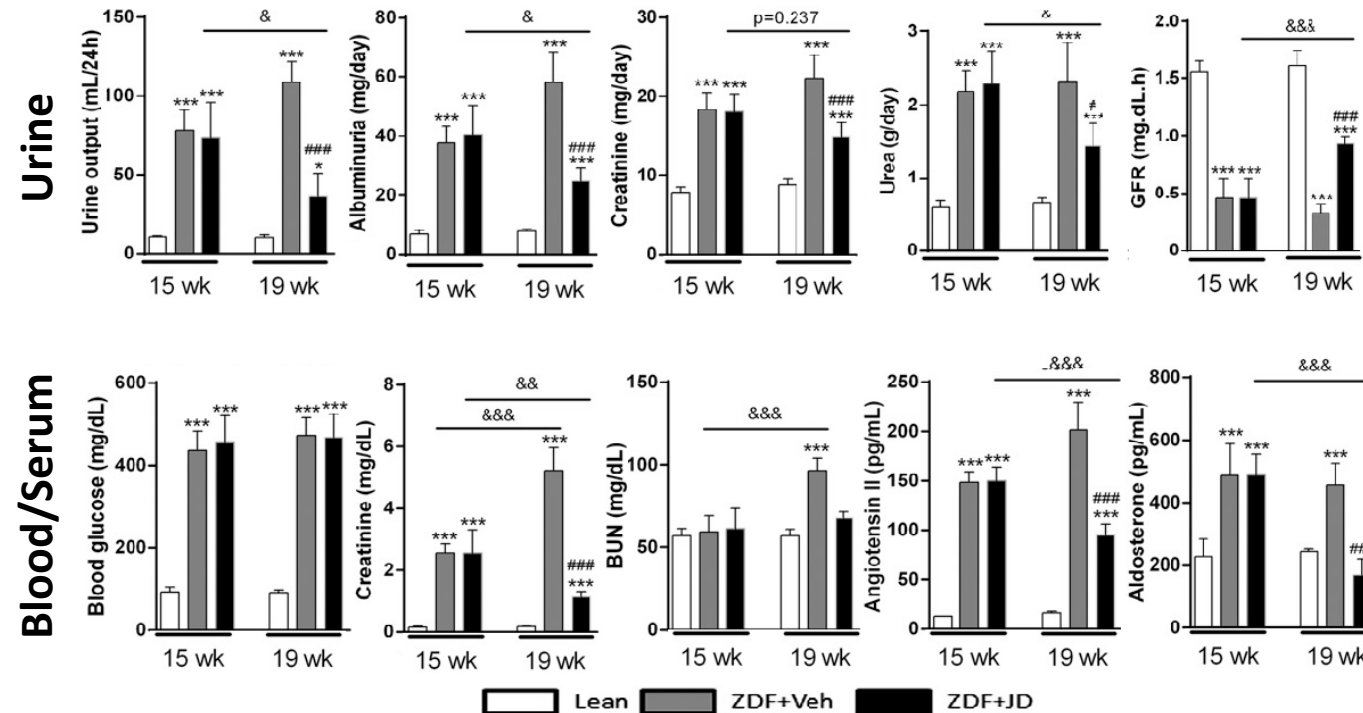 Urine
Urine output (mL/24h)
150
100
50
0
&
***
***
***
###
*
15 wk
19 wk
Albuminuria (mg/day)
80
60
40
20
0
&
***
***
***
###
***
15 wk
19 wk
Creatinine (mg/day)
30
20
10
0
p=0.237
***
***
***
###
***
15 wk
19 wk
Urea (g/day)
3
2
1
0
&
***
***
***
#
***
15 wk
19 wk
GFR (mg.dL.h)
1.5
1.0
0.5
0.0
&&&
***
***
***
###
***
15 wk
19 wk
Blood/Serum
Blood glucose (mg/dL)
600
400
200
0
***
***
***
***
15 wk
19 wk
Creatinine (mg/dL)
8
6
4
2
0
&&
&&&
***
***
***
###
***
15 wk
19 wk
BUN (mg/dL)
150
100
50
0
&&&
***
15 wk
19 wk
Angiotensin II (pg/mL)
250
200
150
100
50
0
&&&
***
***
***
###
***
15 wk
19 wk
Aldosterone (pg/mL)
800
600
400
200
0
&&&
***
***
***
##
15 wk
19 wk
Lean ZDF+Veh ZDF+JD